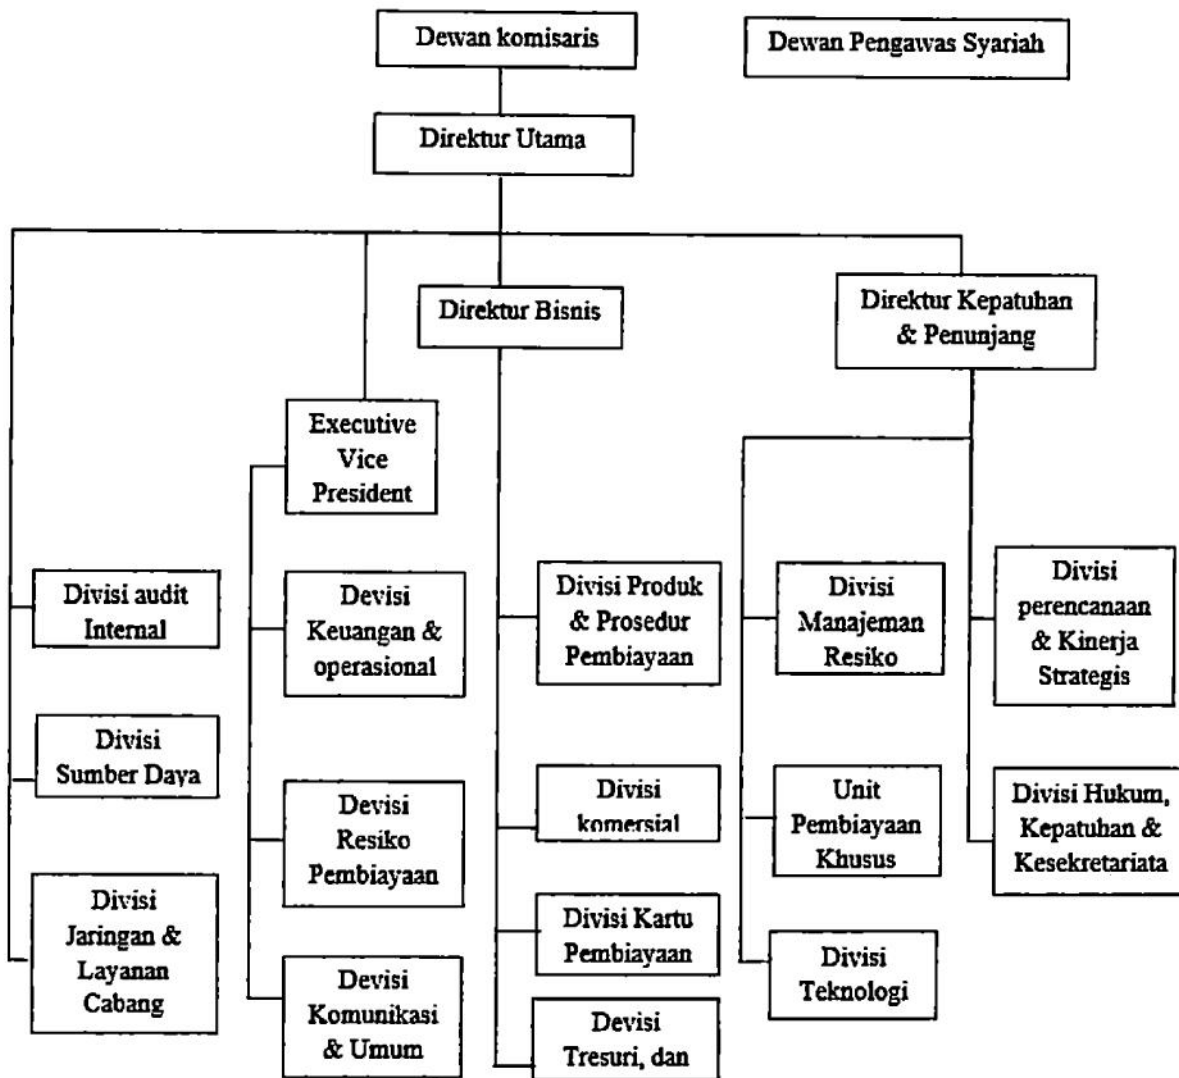 Dewan komisaris
Dewan Pengawas Syariah
Direktur Utama
Direktur Bisnis
Direktur Kepatuhan
& Penunjang
Executive
Vice
President
Divisi audit
Internal
Devisi
Keuangan &
operasional
Divisi Produk
& Prosedur
Pembiayaan
Divisi
Manajeman
Resiko
Divisi
perencanaan
& Kinerja
Strategis
Divisi
Sumber Daya
Devisi
Resiko
Pembiayaan
Divisi
komersial
Unit
Pembiayaan
Khusus
Divisi Hukum,
Kepatuhan &
Kesekretariata
Divisi
Jaringan &
Layanan
Cabang
Devisi
Komunikasi
& Umum
Divisi Kartu
Pembiayaan
Devisi
Tresuri, dan
Divisi
Teknologi